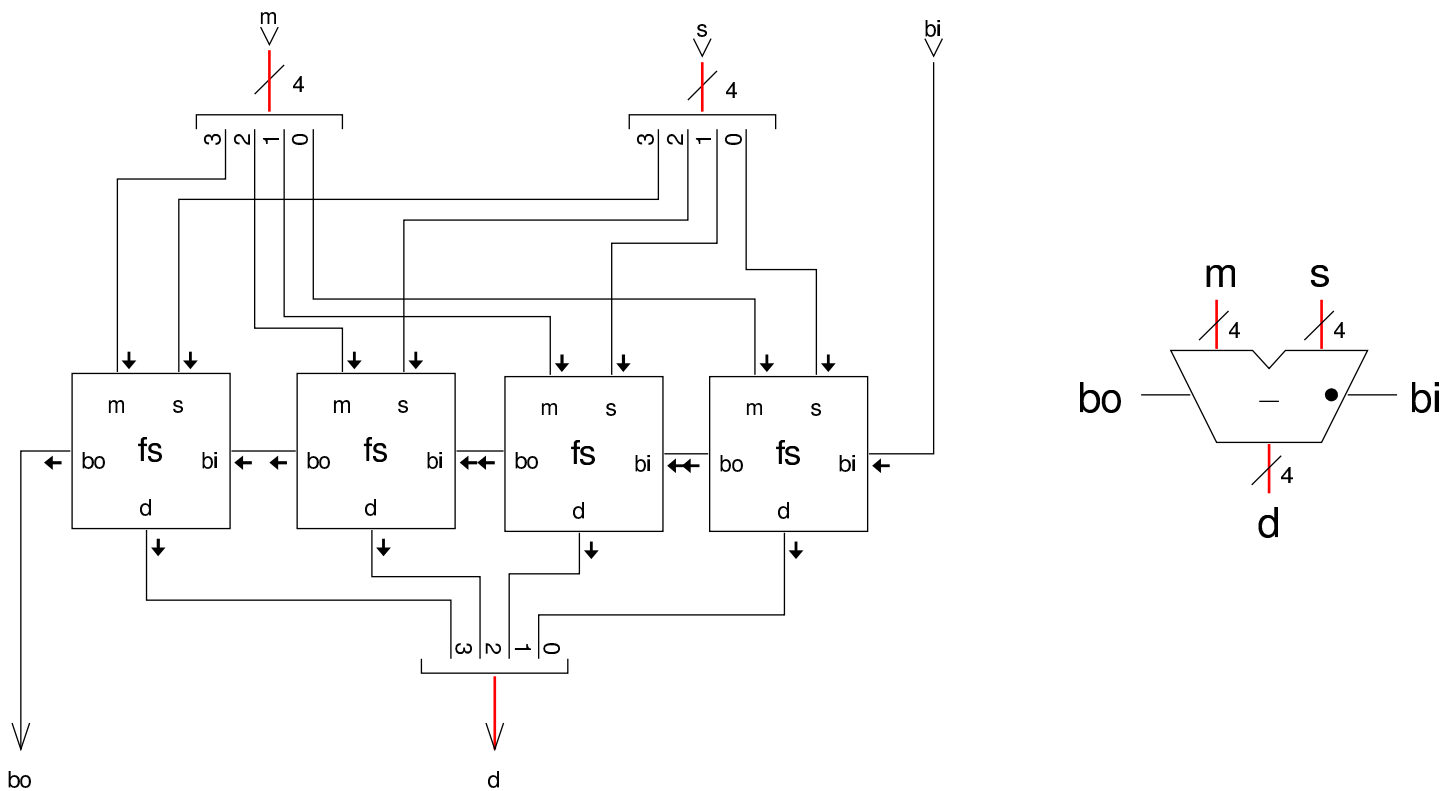 m
s
bi
4
4
3 2 1 0
3 2 1 0
m s
4 4
m s m s m s m s
bo fs bi bo fs bi bo fs bi bo fs bi
d d d d
bo – bi
4
d
3 2 1 0
bo
d